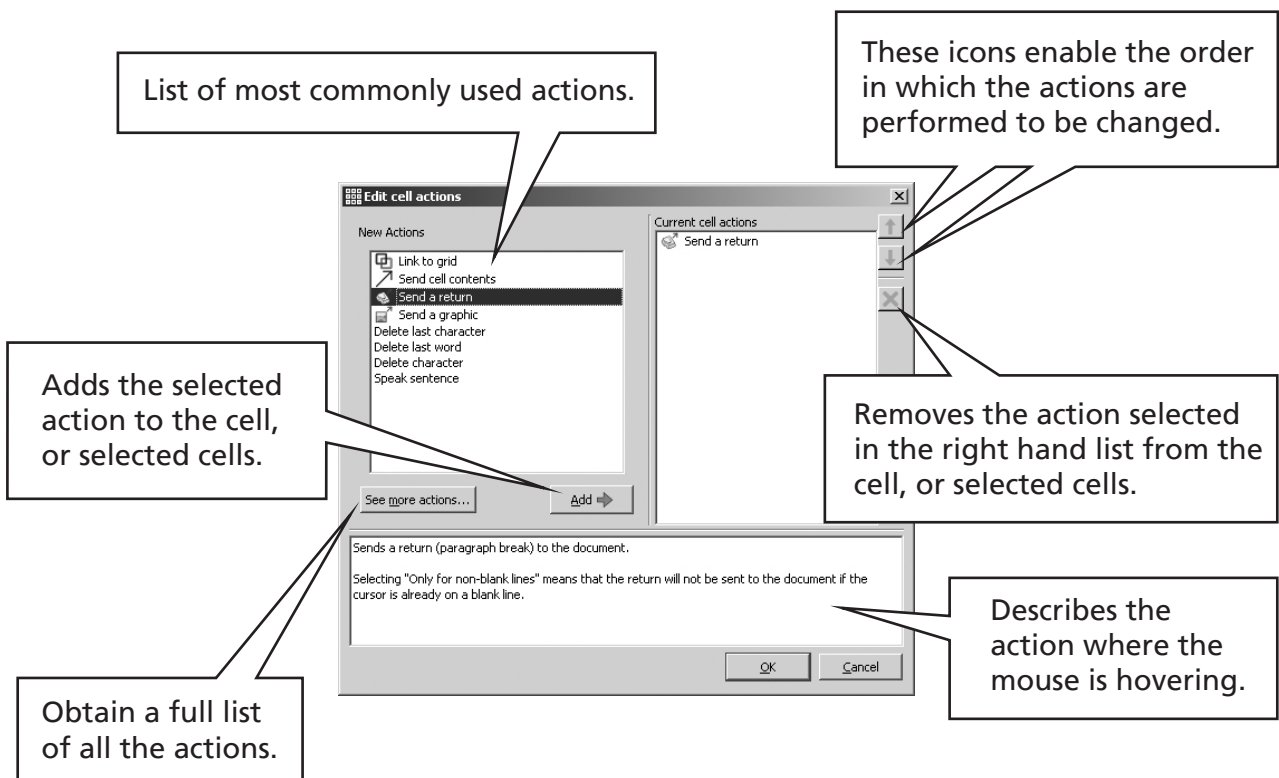 These icons enable the order
in which the actions are
performed to be changed.
List of most commonly used actions.
Edit cell actions
New Actions
Link to grid
Send cell contents
Send a return
Send a graphic
Delete last character
Delete last word
Delete character
Speak sentence
Current cell actions
Send a return
Adds the selected
action to the cell,
or selected cells.
Removes the action selected
in the right hand list from the
cell, or selected cells.
See more actions...
Add
Sends a return (paragraph break) to the document.
Selecting "Only for non-blank lines" means that the return will not be sent to the document if the
cursor is already on a blank line.
Describes the
action where the
mouse is hovering.
OK
Cancel
Obtain a full list
of all the actions.